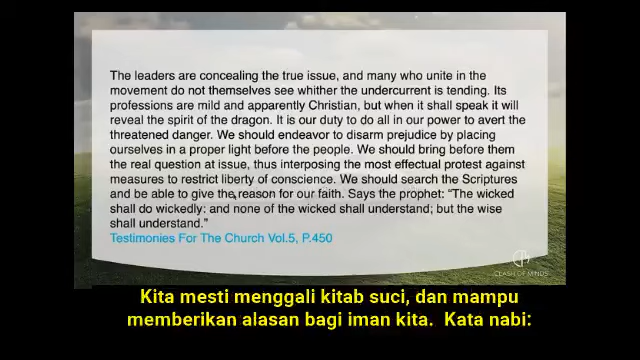 The leaders are concealing the true issue, and many who unite in the
movement do not themselves see whither the undercurrent is tending. Its
professions are mild and apparently Christian, but when it shall speak it will
reveal the spirit of the dragon. It is our duty to do all in our power to avert the
threatened danger. We should endeavor to disarm prejudice by placing
ourselves in a proper light before the people. We should bring before them
the real question at issue, thus interposing the most effectual protest against
measures to restrict liberty of conscience. We should search the Scriptures
and be able to give the reason for our faith. Says the prophet: “The wicked
shall do wickedly: and none of the wicked shall understand; but the wise
shall understand.”
Testimonies For The Church Vol.5, P.450
CLASH OF MINDS
Kita mesti menggali kitab suci, dan mampu
memberikan alasan bagi iman kita. Kata nabi: